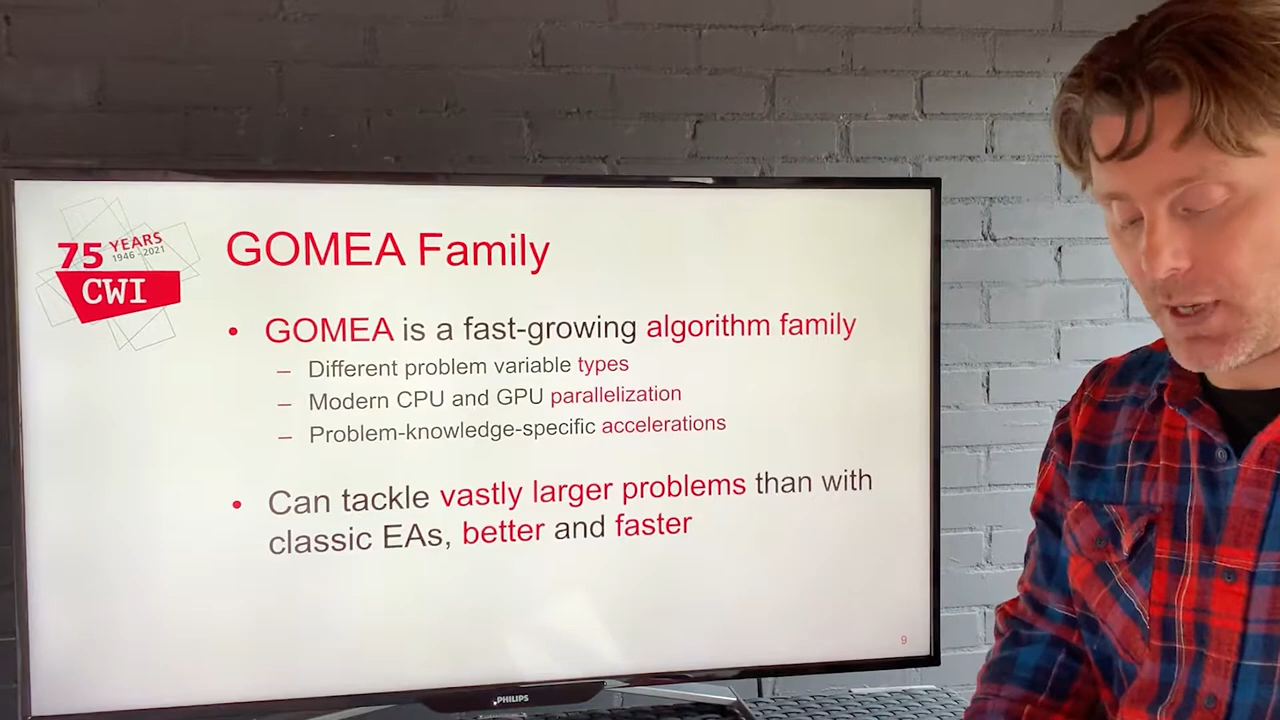 75 YEARS
1946 - 2021
CWI
GOMEA Family
• GOMEA is a fast-growing algorithm family
– Different problem variable types
– Modern CPU and GPU parallelization
– Problem-knowledge-specific accelerations
• Can tackle vastly larger problems than with
classic EAs, better and faster
9
PHILIPS